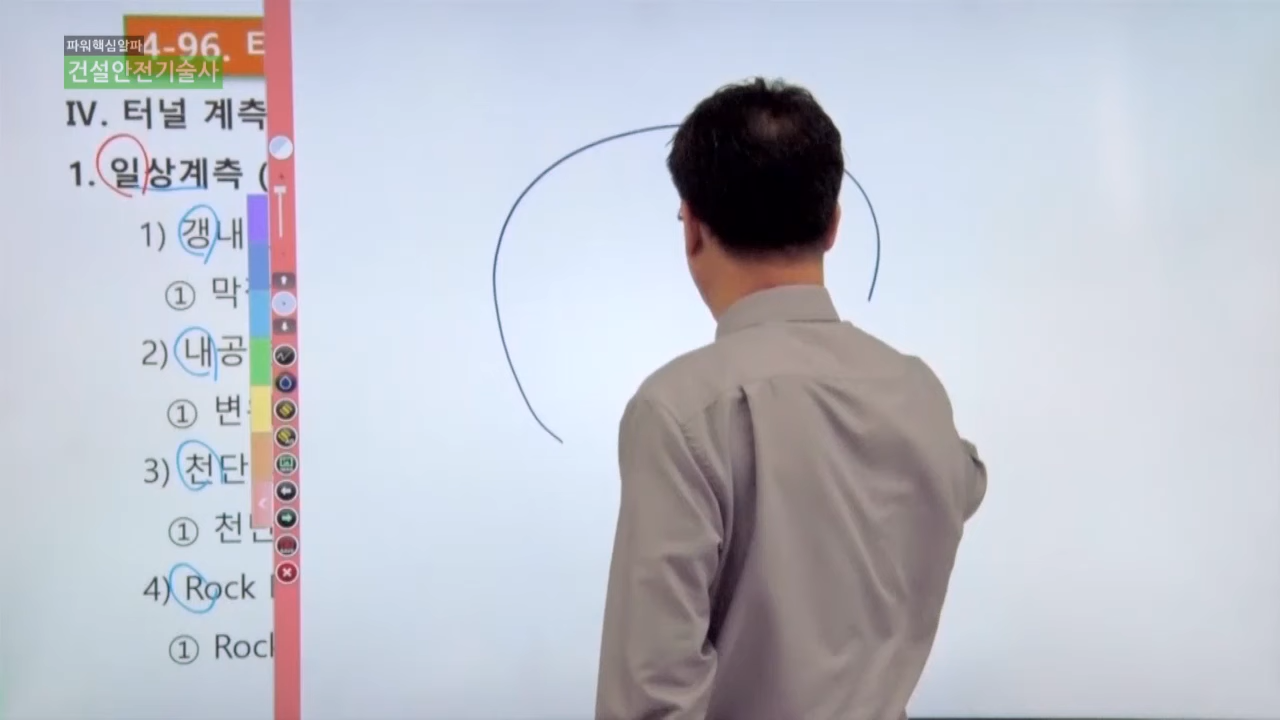 파워핵심알파
건설안전기술사
4-96. 터
Ⅳ. 터널 계측
1. 일상계측 (
1) 갱내
① 막
2) 내공
① 변
3) 천단
① 천단
4) Rock
① Rock